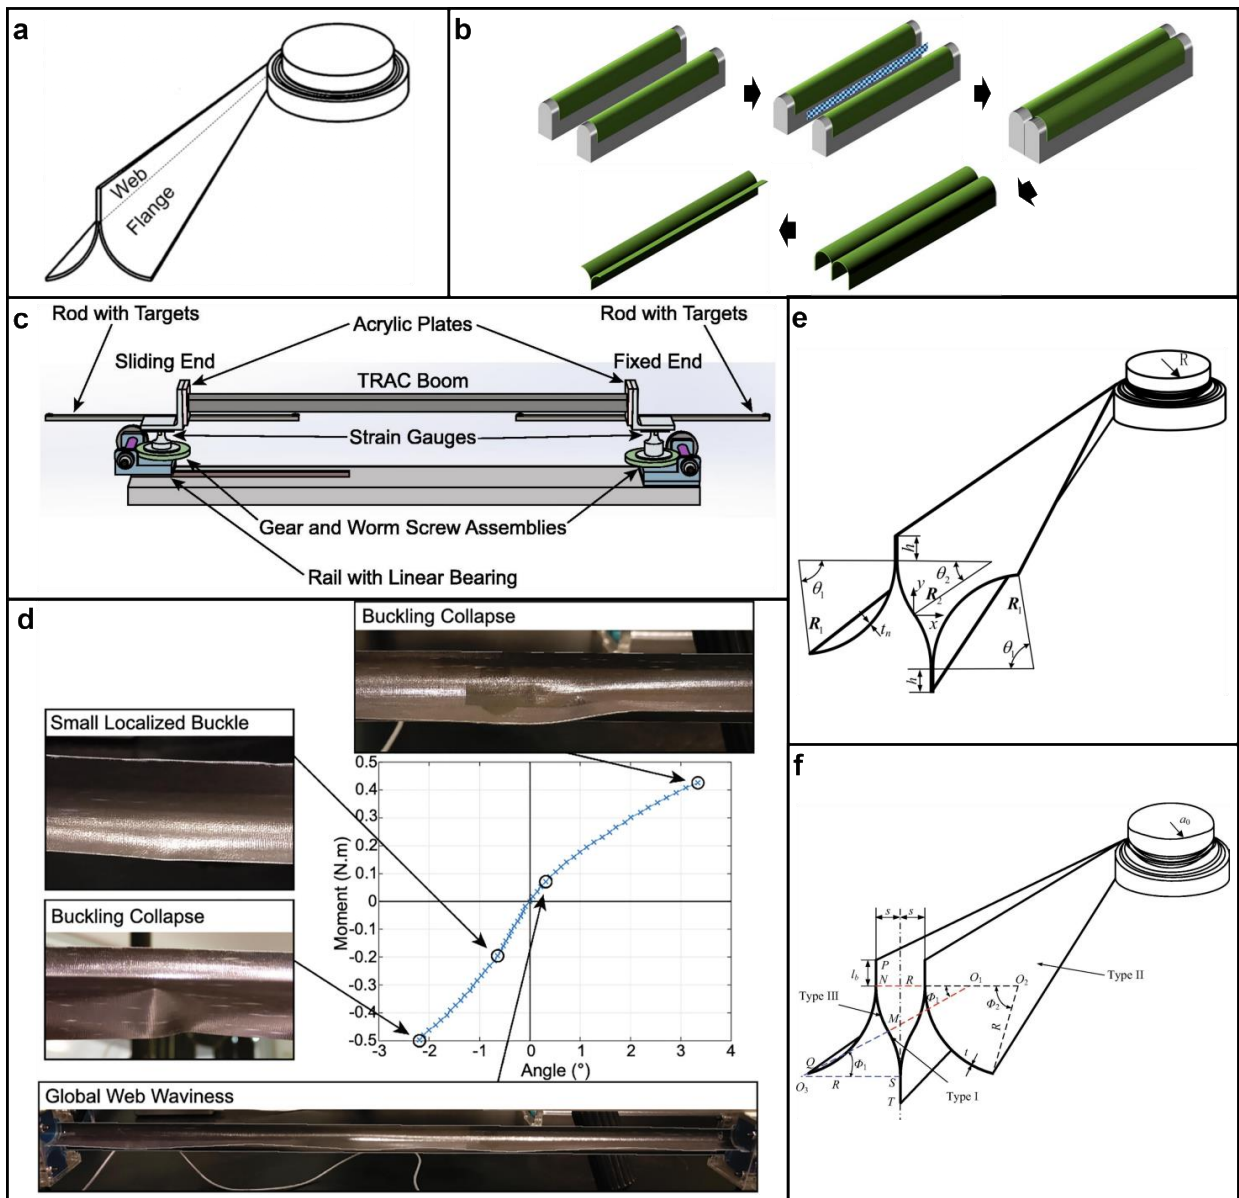 a
Web
Flange
b
c
Rod with Targets
Acrylic Plates
Rod with Targets
Sliding End
Fixed End
TRAC Boom
Strain Gauges
Gear and Worm Screw Assemblies
Rail with Linear Bearing
d
Buckling Collapse
Small Localized Buckle
Buckling Collapse
Moment (N.m)
0.5
0.4
0.3
0.2
0.1
0
-0.1
-0.2
-0.3
-0.4
-0.5
-3 -2 -1 0 1 2 3 4
Angle (°)
Global Web Waviness
e
R
h
θ1
θ2
y
R2
x
R1
tn
R1
θ1
h
f
a0
s s
P
lb
N R O1 O2
Type II
Type III
Φ1
Φ2
M
R
Q
Φ1
t
O3 R S
Type I
T